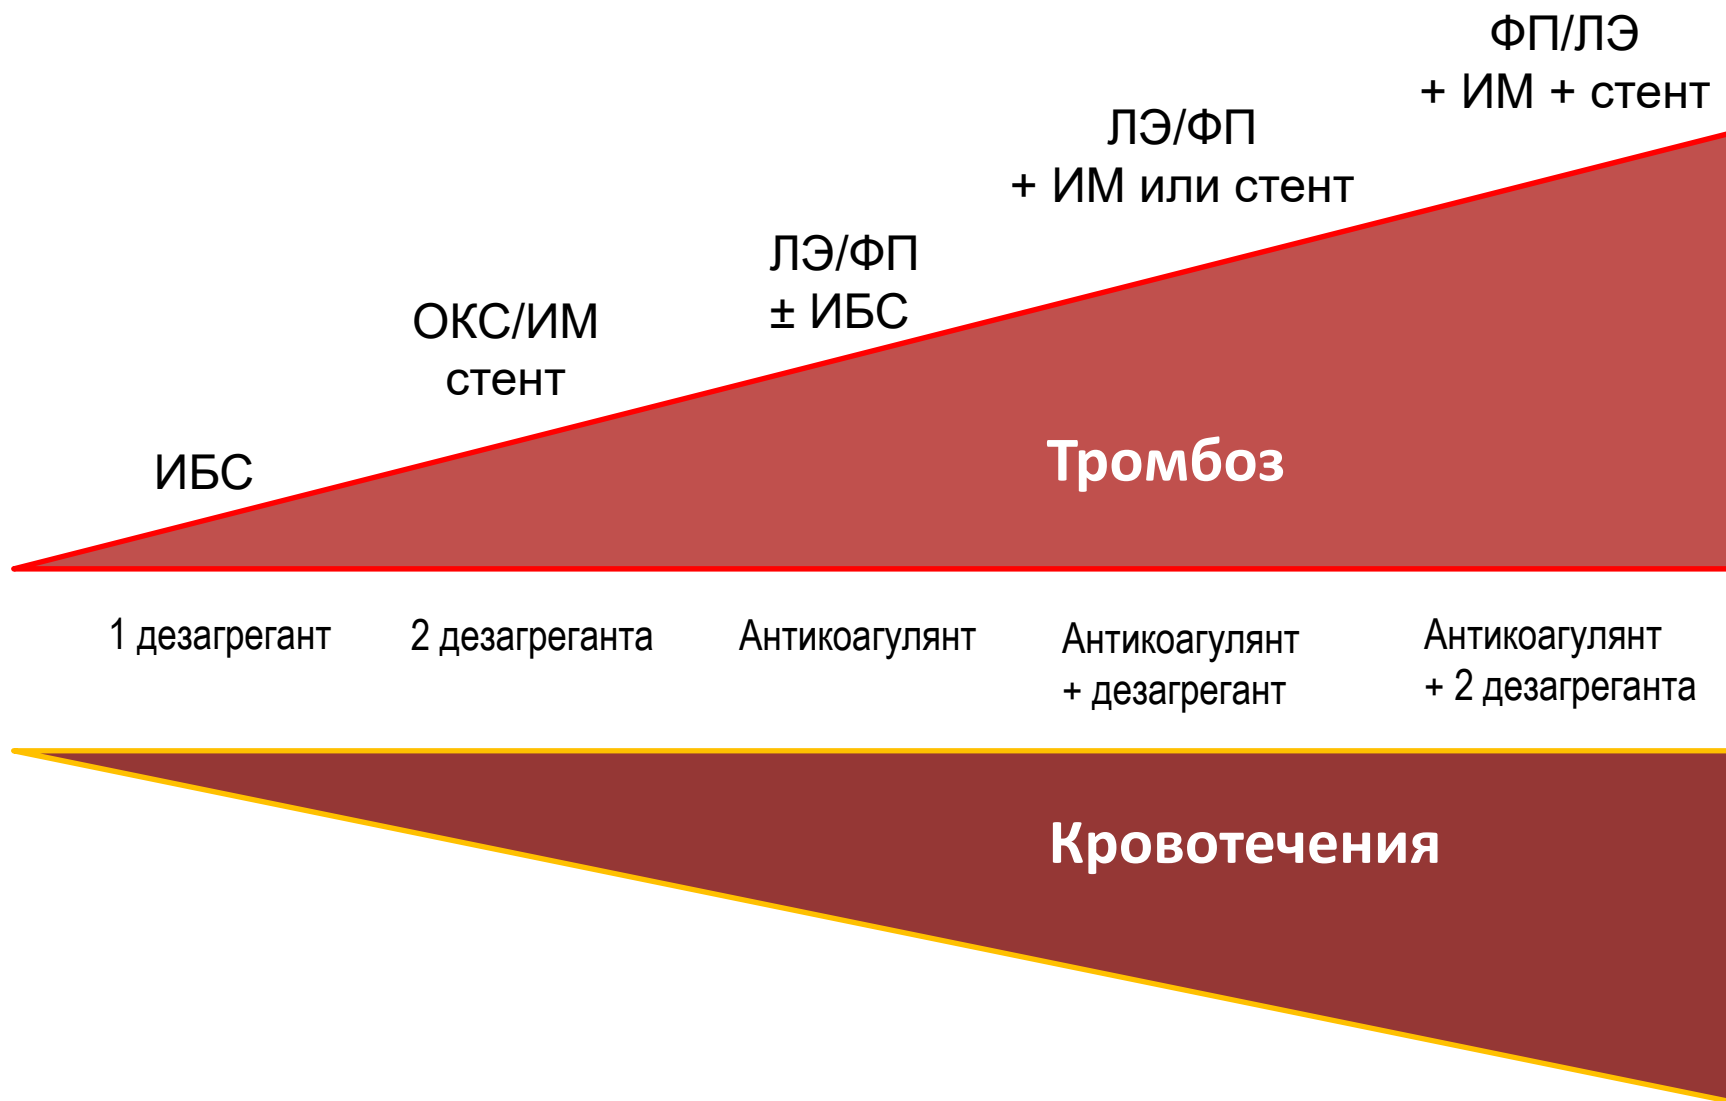 ФП/ЛЭ
+ ИМ + стент
ЛЭ/ФП
+ ИМ или стент
ЛЭ/ФП
± ИБС
ОКС/ИМ
стент
ИБС
Тромбоз
1 дезагрегант
2 дезагреганта
Антикоагулянт
Антикоагулянт
+ дезагрегант
Антикоагулянт
+ 2 дезагреганта
Кровотечения